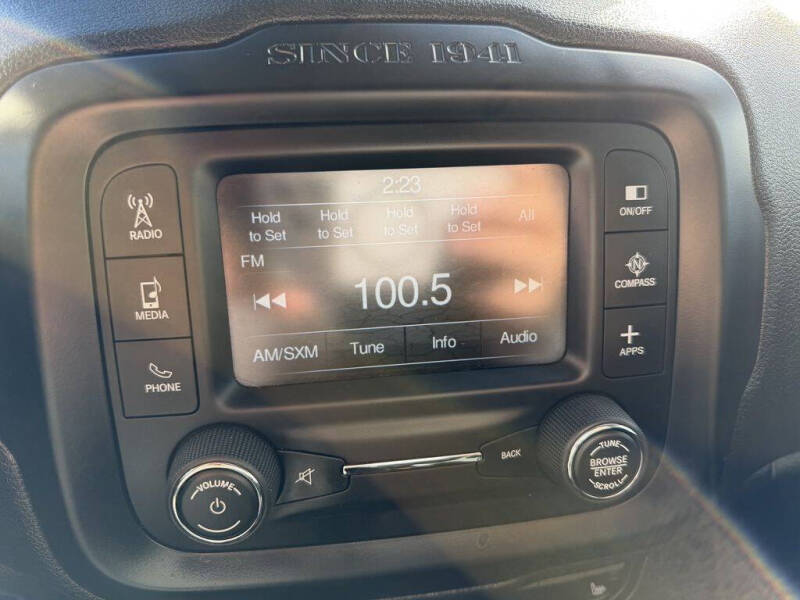 SINCE 1941
2:23
Hold to Set
Hold to Set
Hold to Set
Hold to Set
All
FM
100.5
AM/SXM
Tune
Info
Audio
RADIO
MEDIA
PHONE
ON/OFF
N
COMPASS
APPS
VOLUME
BACK
TUNE
BROWSE
ENTER
SCROLL